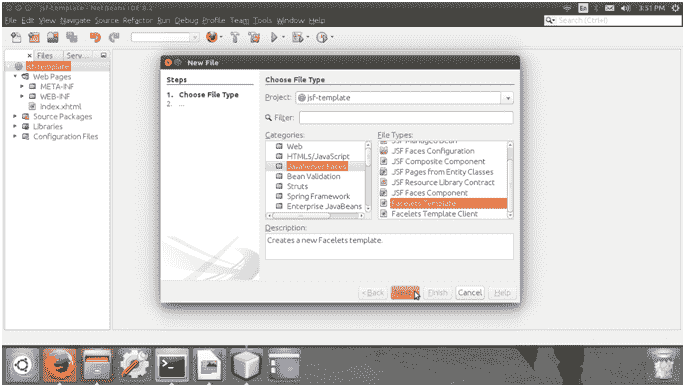 jsf-template - NetBeans IDE 8.2
En
3:51 PM
File Edit View Navigate Source Refactor Run Debug Profile Team Tools Window Help
Search (Ctrl+I)
Files
Serv...
jsf-template
Web Pages
META-INF
WEB-INF
Index.xhtml
Source Packages
Libraries
Configuration Files
New File
Steps
1. Choose File Type
2. ...
Choose File Type
Project: jsf-template
Filter:
Categories:
Web
HTML5/JavaScript
JavaServer Faces
Bean Validation
Struts
Spring Framework
Enterprise JavaBeans
File Types:
JSF Managed Bean
JSF Faces Configuration
JSF Composite Component
JSF Pages from Entity Classes
JSF Resource Library Contract
JSF Faces Component
Facelets Template
Facelets Template Client
Description:
Creates a new Facelets template.
< Back
Finish
Cancel
Help